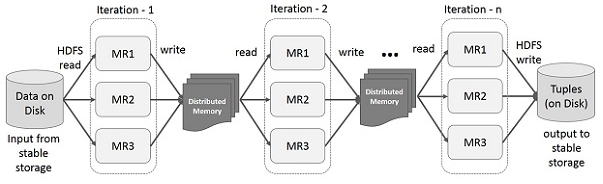 Iteration - 1
Iteration - 2
Iteration - n
HDFS
read
MR1
MR2
MR3
write
Data on
Disk
Input from
stable
storage
Distributed
Memory
read
MR1
MR2
MR3
write
•••
Distributed
Memory
read
MR1
MR2
MR3
HDFS
write
Tuples
(on Disk)
output to
stable
storage